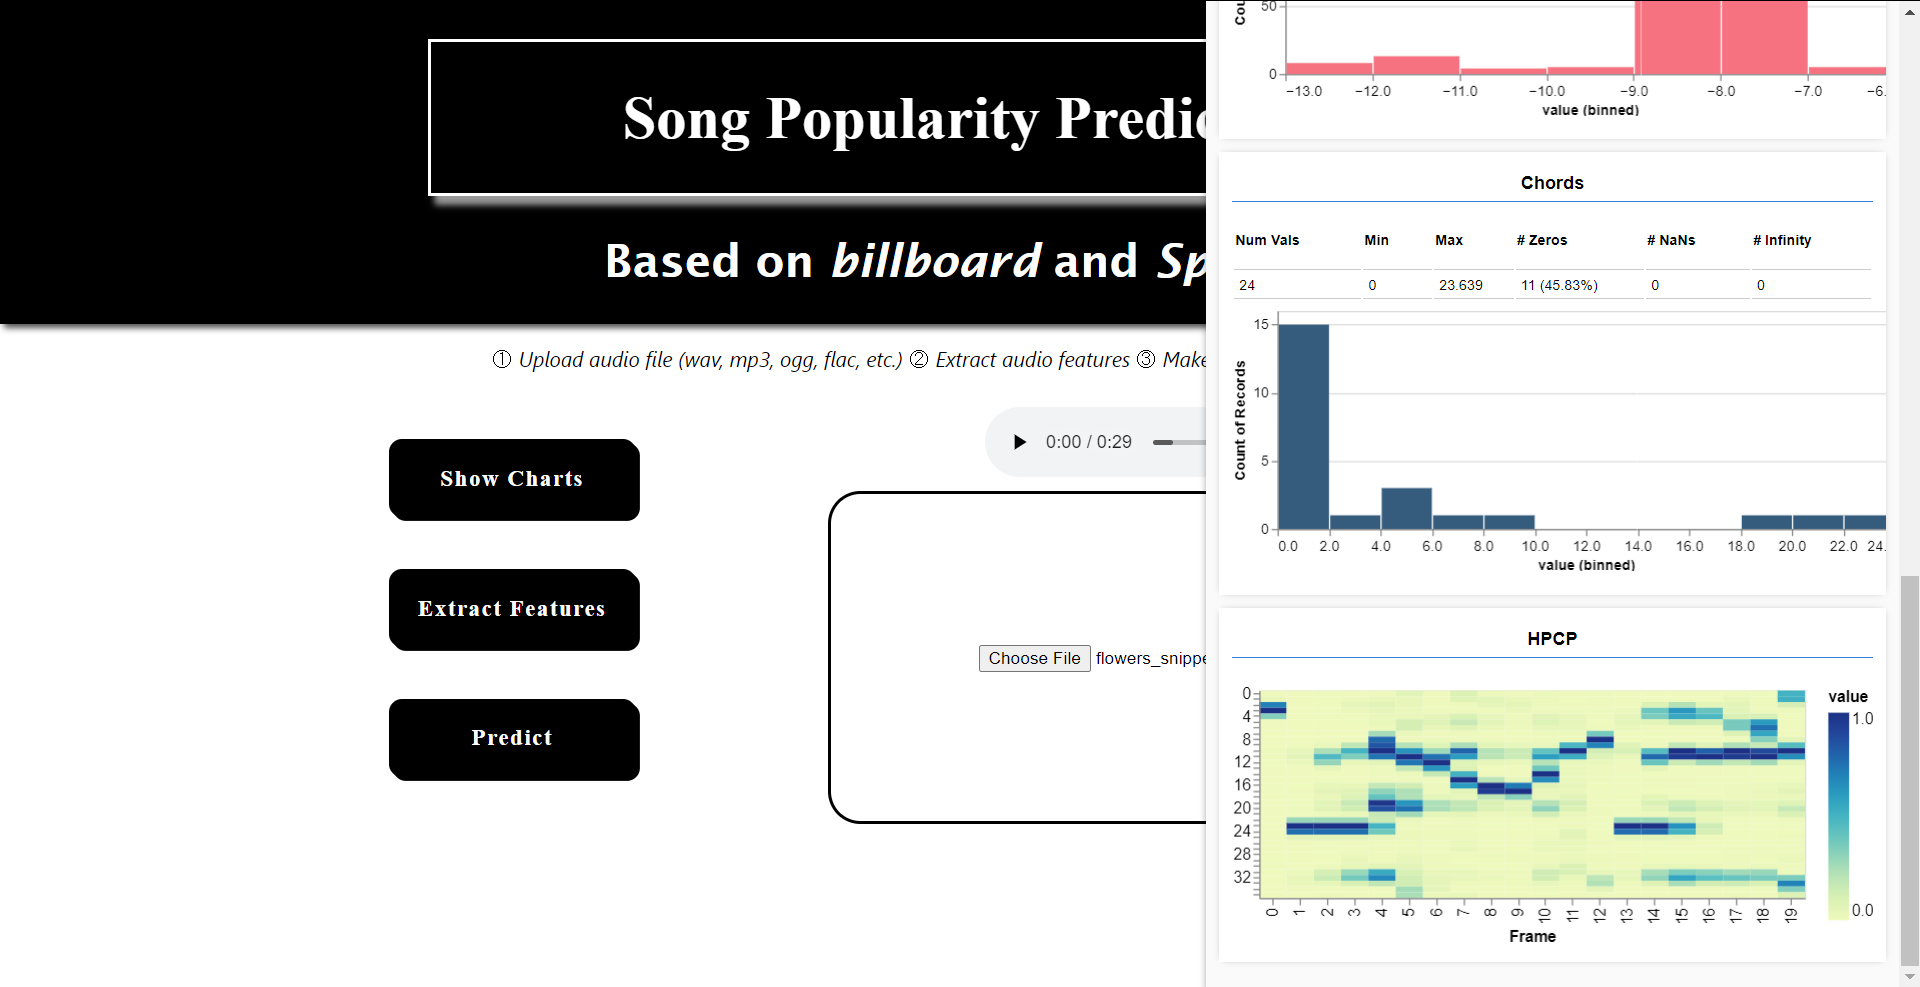 Song Popularity Predic
Based on billboard and Sp
① Upload audio file (wav, mp3, ogg, flac, etc.) ② Extract audio features ③ Make
Show Charts
Extract Features
Predict
0:00 / 0:29
Choose File flowers_snippe
Cou
50
0
−13.0 −12.0 −11.0 −10.0 −9.0 −8.0 −7.0 −6.
value (binned)
Chords
Num Vals Min Max # Zeros # NaNs # Infinity
24 0 23.639 11 (45.83%) 0 0
Count of Records
15
10
5
0
0.0 2.0 4.0 6.0 8.0 10.0 12.0 14.0 16.0 18.0 20.0 22.0 24.
value (binned)
HPCP
0
4
8
12
16
20
24
28
32
0 1 2 3 4 5 6 7 8 9 10 11 12 13 14 15 16 17 18 19
Frame
value
1.0
0.0